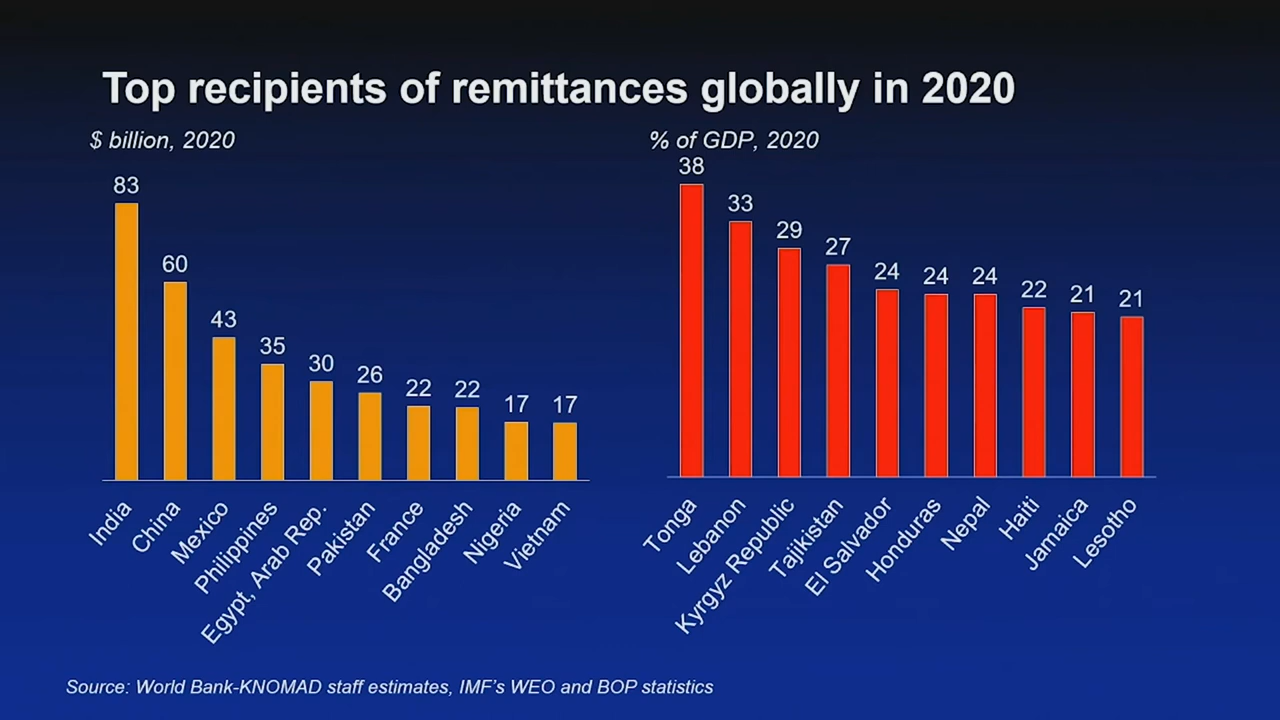 Top recipients of remittances globally in 2020
$ billion, 2020
83
60
43
35
30
26
22
22
17
17
India
China
Mexico
Philippines
Egypt, Arab Rep.
Pakistan
France
Bangladesh
Nigeria
Vietnam
% of GDP, 2020
38
33
29
27
24
24
24
22
21
21
Tonga
Lebanon
Kyrgyz Republic
Tajikistan
El Salvador
Honduras
Nepal
Haiti
Jamaica
Lesotho
Source: World Bank-KNOMAD staff estimates, IMF's WEO and BOP statistics